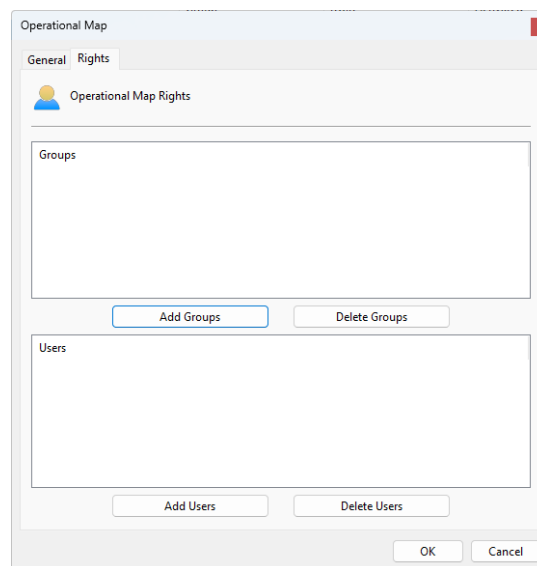 Operational Map
General Rights
Operational Map Rights
Groups
Add Groups Delete Groups
Users
Add Users Delete Users
OK Cancel